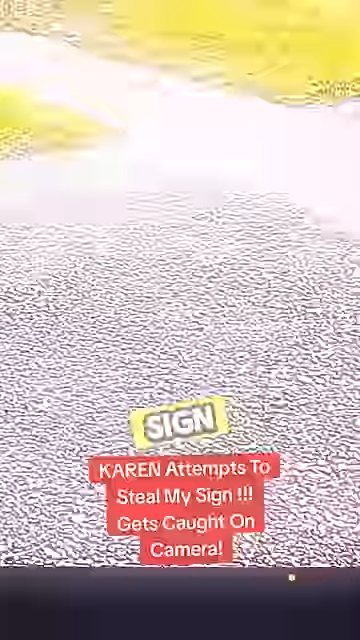 SIGN
KAREN Attempts To
Steal My Sign !!!
Gets Caught On
Camera!